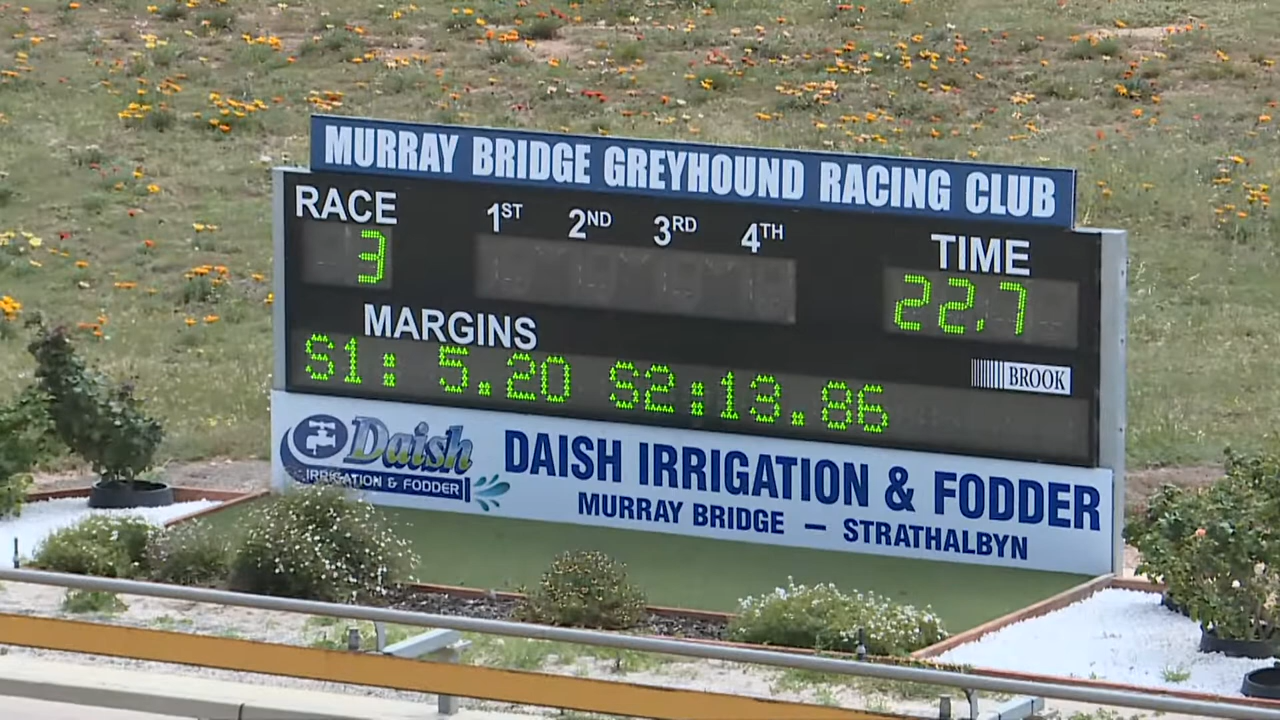 MURRAY BRIDGE GREYHOUND RACING CLUB
RACE 1ST 2ND 3RD 4TH TIME
3 22.7
MARGINS
BROOK
S1: 5.20 S2:13.86
Daish
IRRIGATION & FODDER
DAISH IRRIGATION & FODDER
MURRAY BRIDGE — STRATHALBYN